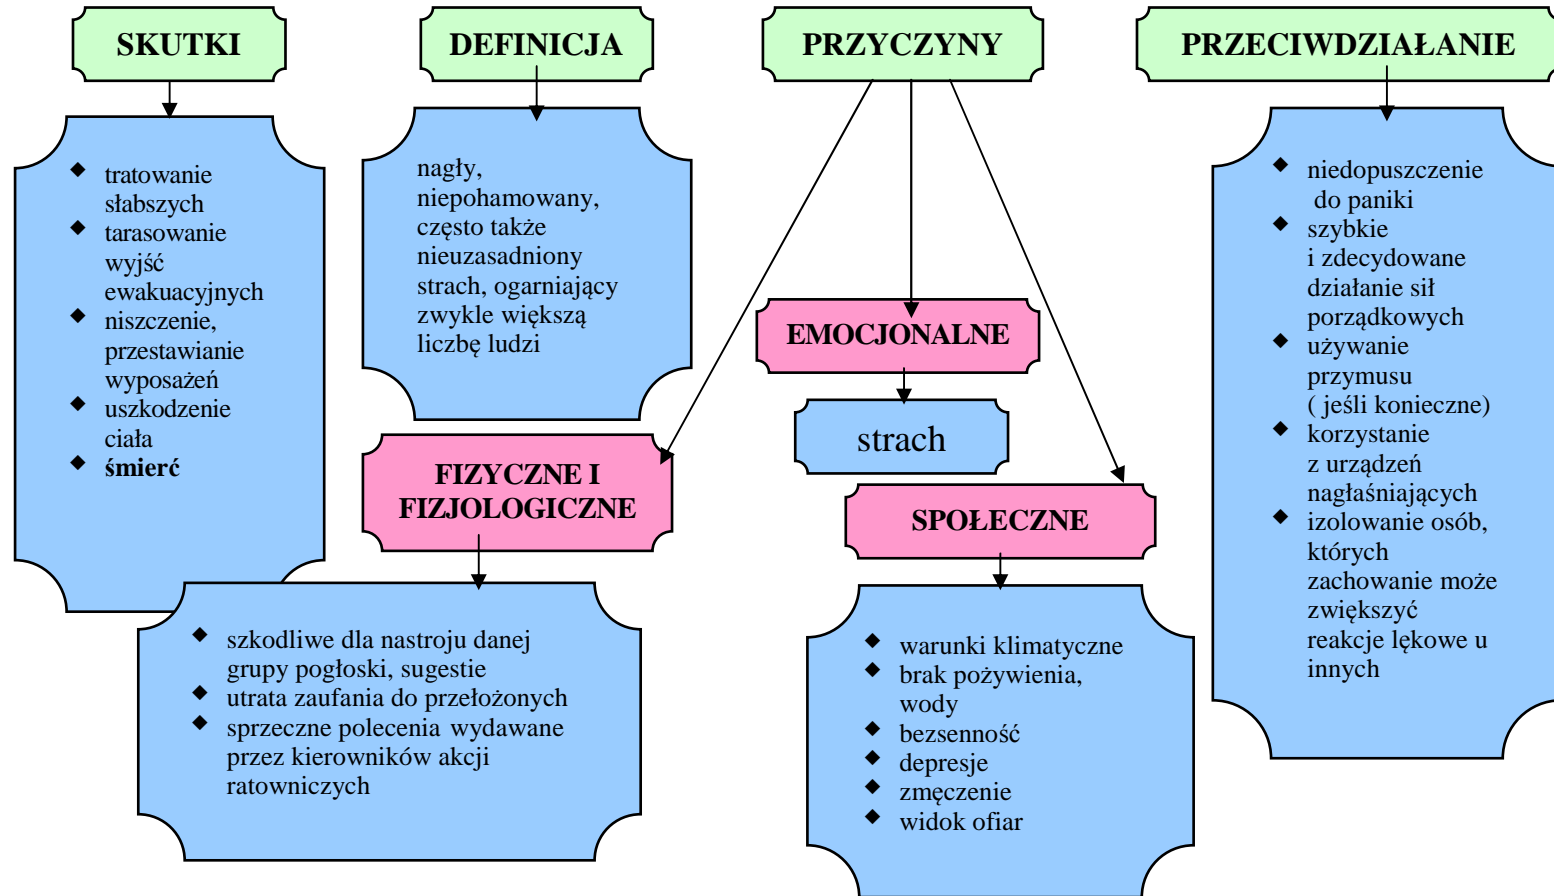 SKUTKI
tratowanie
słabszych
tarasowanie
wyjść
ewakuacyjnych
niszczenie,
przestawianie
wyposażeń
uszkodzenie
ciała
śmierć
DEFINICJA
nagły,
niepohamowany,
często także
nieuzasadniony
strach, ogarniający
zwykle większą
liczbę ludzi
PRZYCZYNY
FIZYCZNE I
FIZJOLOGICZNE
szkodliwe dla nastroju danej
grupy pogłoski, sugestie
utrata zaufania do przełożonych
sprzeczne polecenia wydawane
przez kierowników akcji
ratowniczych
EMOCJONALNE
strach
SPOŁECZNE
warunki klimatyczne
brak pożywienia,
wody
bezsenność
depresje
zmęczenie
widok ofiar
PRZECIWDZIAŁANIE
niedopuszczenie
do paniki
szybkie
i zdecydowane
działanie sił
porządkowych
używanie
przymusu
( jeśli konieczne)
korzystanie
z urządzeń
nagłaśniających
izolowanie osób,
których
zachowanie może
zwiększyć
reakcje lękowe u
innych